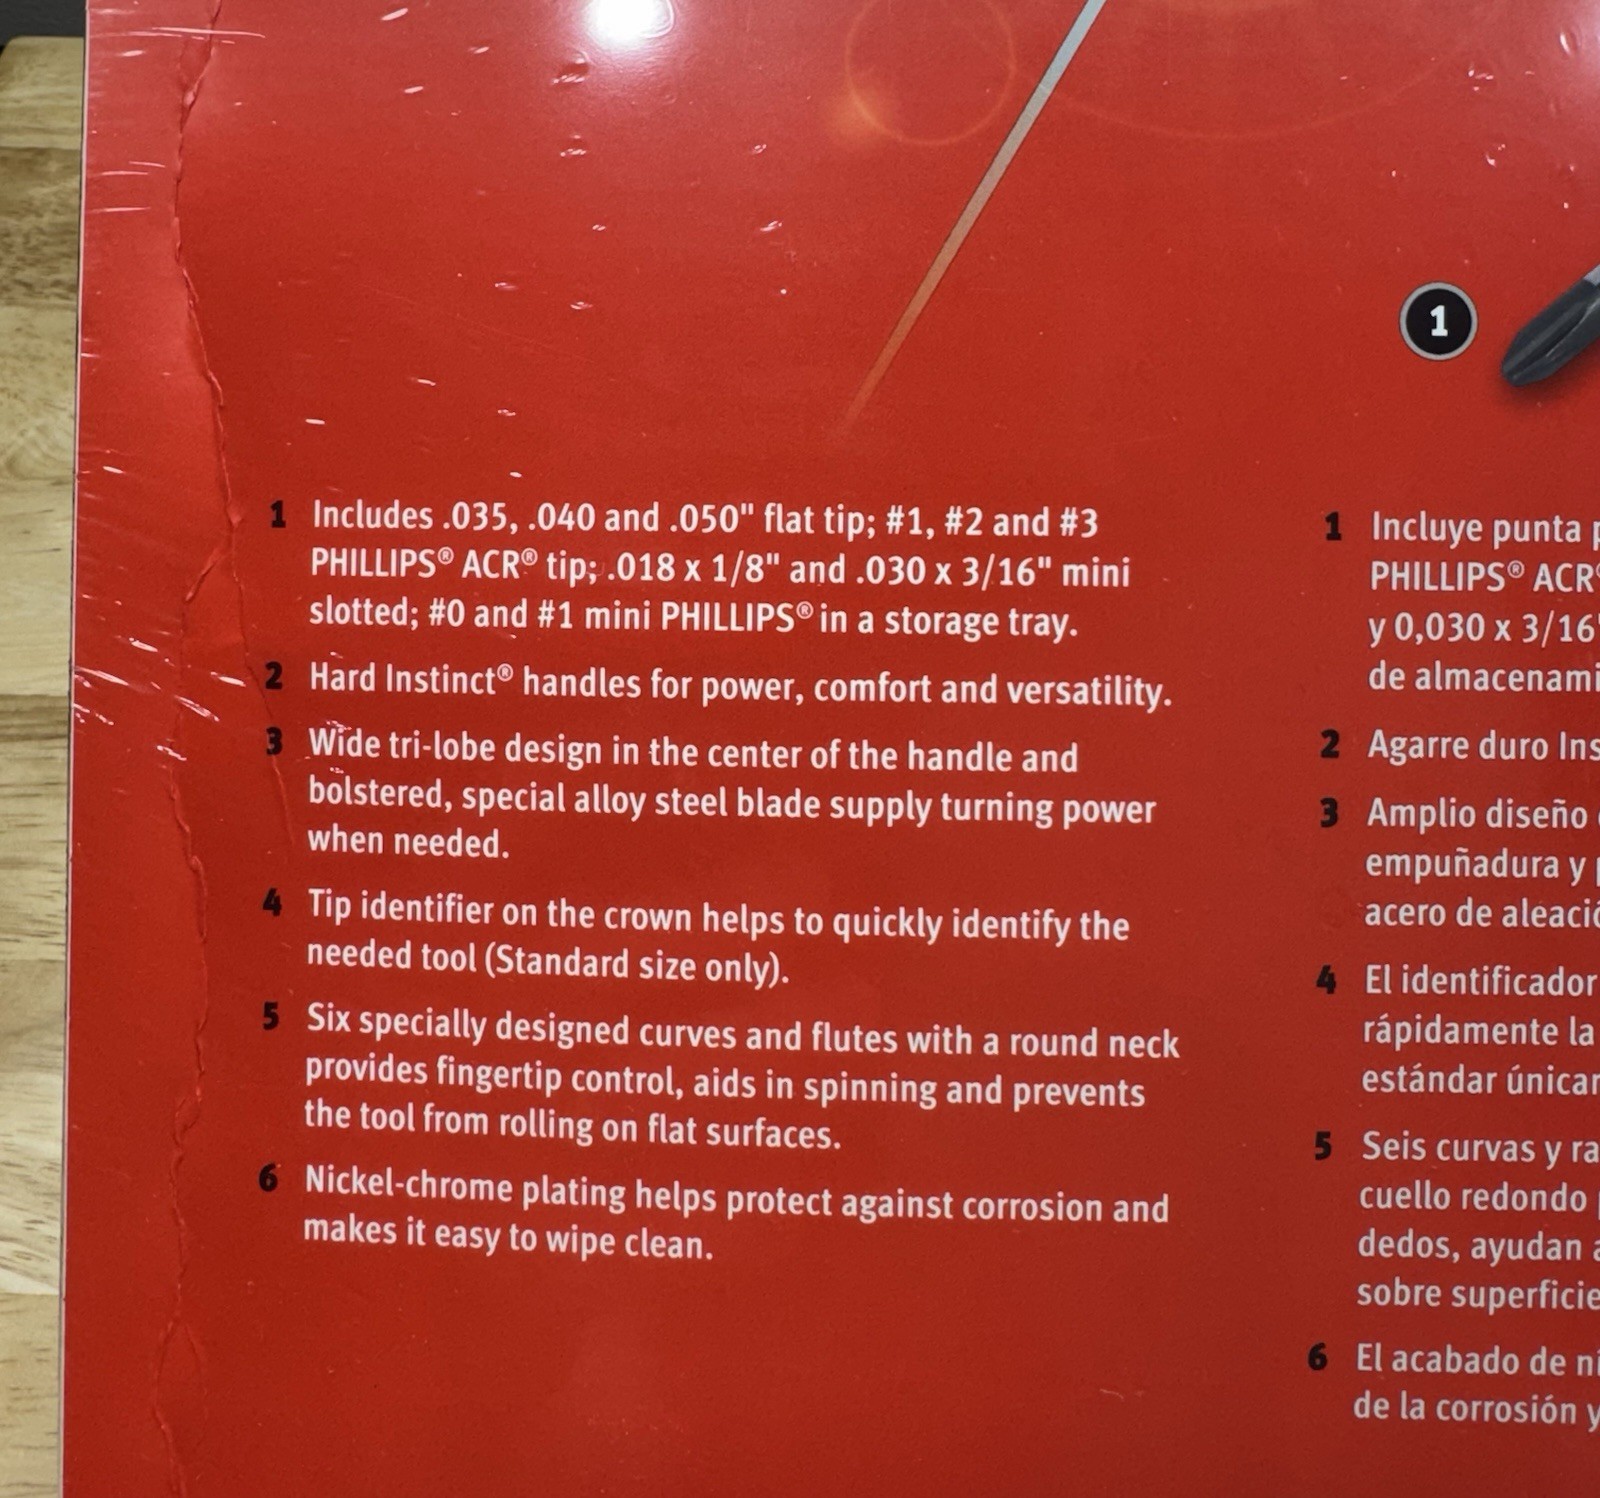 1
1 Includes .035, .040 and .050" flat tip; #1, #2 and #3
PHILLIPS® ACR® tip; .018 x 1/8" and .030 x 3/16" mini
slotted; #0 and #1 mini PHILLIPS® in a storage tray.
2 Hard Instinct® handles for power, comfort and versatility.
3 Wide tri-lobe design in the center of the handle and
bolstered, special alloy steel blade supply turning power
when needed.
4 Tip identifier on the crown helps to quickly identify the
needed tool (Standard size only).
5 Six specially designed curves and flutes with a round neck
provides fingertip control, aids in spinning and prevents
the tool from rolling on flat surfaces.
6 Nickel-chrome plating helps protect against corrosion and
makes it easy to wipe clean.
1 Incluye punta
PHILLIPS® ACR
y 0,030 x 3/16"
de
2 Agarre duro
3 Amplio diseño
empuñadura y
acero de
4 El identificador
rápidamente la
estándar
5 Seis curvas y
cuello redondo
dedos, ayudan
sobre
6 El acabado de
de la corrosión y